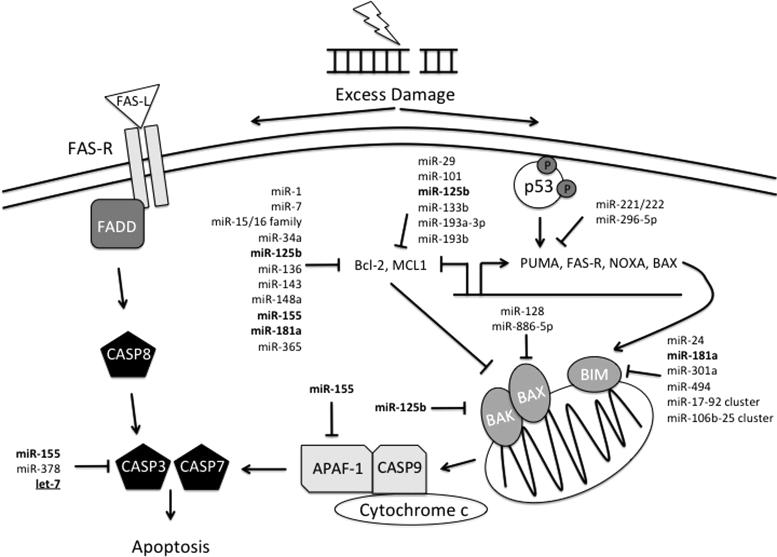 Excess Damage
FAS-L
FAS-R
FADD
CASP8
miR-1
miR-7
miR-15/16 family
miR-34a
miR-125b
miR-136
miR-143
miR-148a
miR-155
miR-181a
miR-365
miR-29
miR-101
miR-125b
miR-133b
miR-193a-3p
miR-193b
Bcl-2, MCL1
P
p53
P
miR-221/222
miR-296-5p
PUMA, FAS-R, NOXA, BAX
miR-128
miR-886-5p
miR-24
miR-181a
miR-301a
miR-494
miR-17-92 cluster
miR-106b-25 cluster
BIM
BAX
BAK
miR-125b
miR-155
APAF-1
CASP9
Cytochrome c
miR-155
miR-378
let-7
CASP3
CASP7
Apoptosis